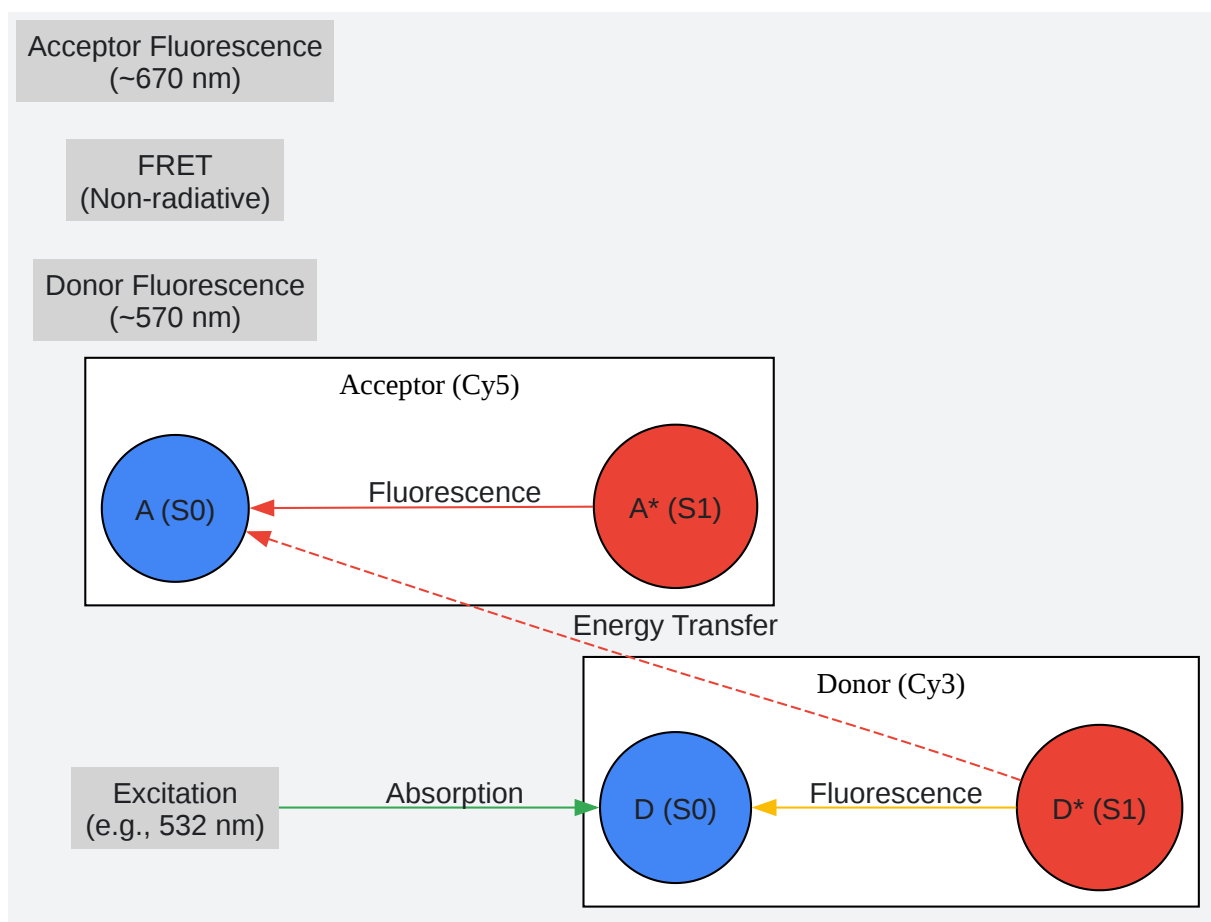 Acceptor Fluorescence
(~670 nm)
FRET
(Non-radiative)
Donor Fluorescence
(~570 nm)
Acceptor (Cy5)
A (S0)
Fluorescence
A* (S1)
Energy Transfer
Donor (Cy3)
Excitation
(e.g., 532 nm)
Absorption
D (S0)
Fluorescence
D* (S1)